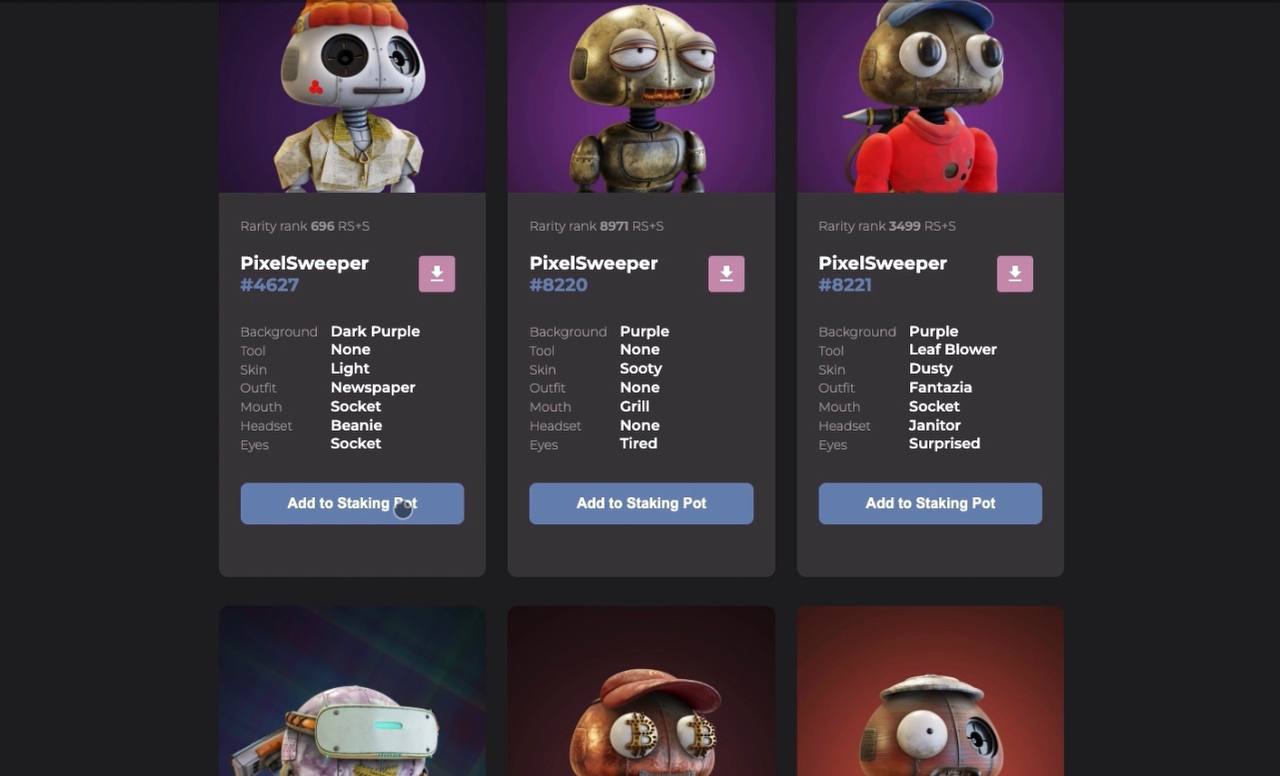 Rarity rank 696 RS+S
PixelSweeper
#4627
Background Dark Purple
Tool None
Skin Light
Outfit Newspaper
Mouth Socket
Headset Beanie
Eyes Socket
Add to Staking Pot
Rarity rank 8971 RS+S
PixelSweeper
#8220
Background Purple
Tool None
Skin Sooty
Outfit None
Mouth Grill
Headset None
Eyes Tired
Add to Staking Pot
Rarity rank 3499 RS+S
PixelSweeper
#8221
Background Purple
Tool Leaf Blower
Skin Dusty
Outfit Fantazia
Mouth Socket
Headset Janitor
Eyes Surprised
Add to Staking Pot